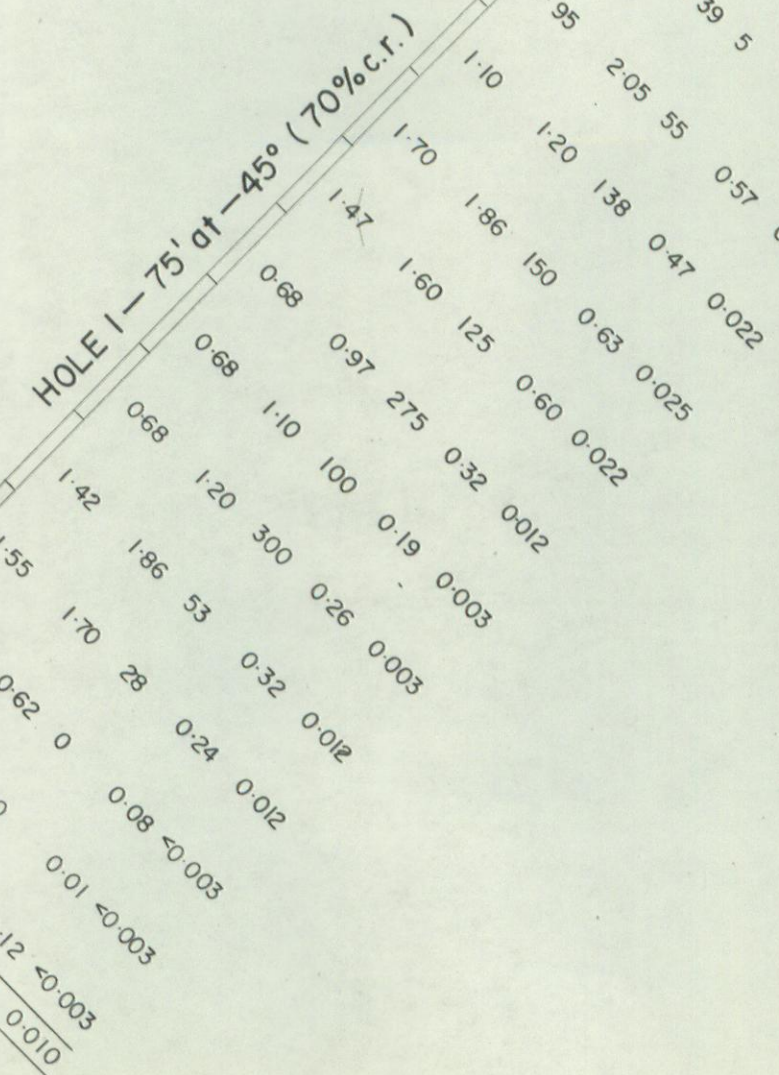 HOLE 1 — 75' at —45° (70% c.r.)
39 5
95 2·05 55 0·57
1·10 1·20 138 0·47 0·022
1·70 1·86 150 0·63 0·025
1·47 1·60 125 0·60 0·022
0·68 0·97 275 0·32 0·012
0·68 1·10 100 0·19 0·003
0·68 1·20 300 0·26 0·003
1·42 1·86 53 0·32 0·012
1·55 1·70 28 0·24 0·012
0·62 0 0·08 <0·003
0·01 <0·003
·12 <0·003
0·010